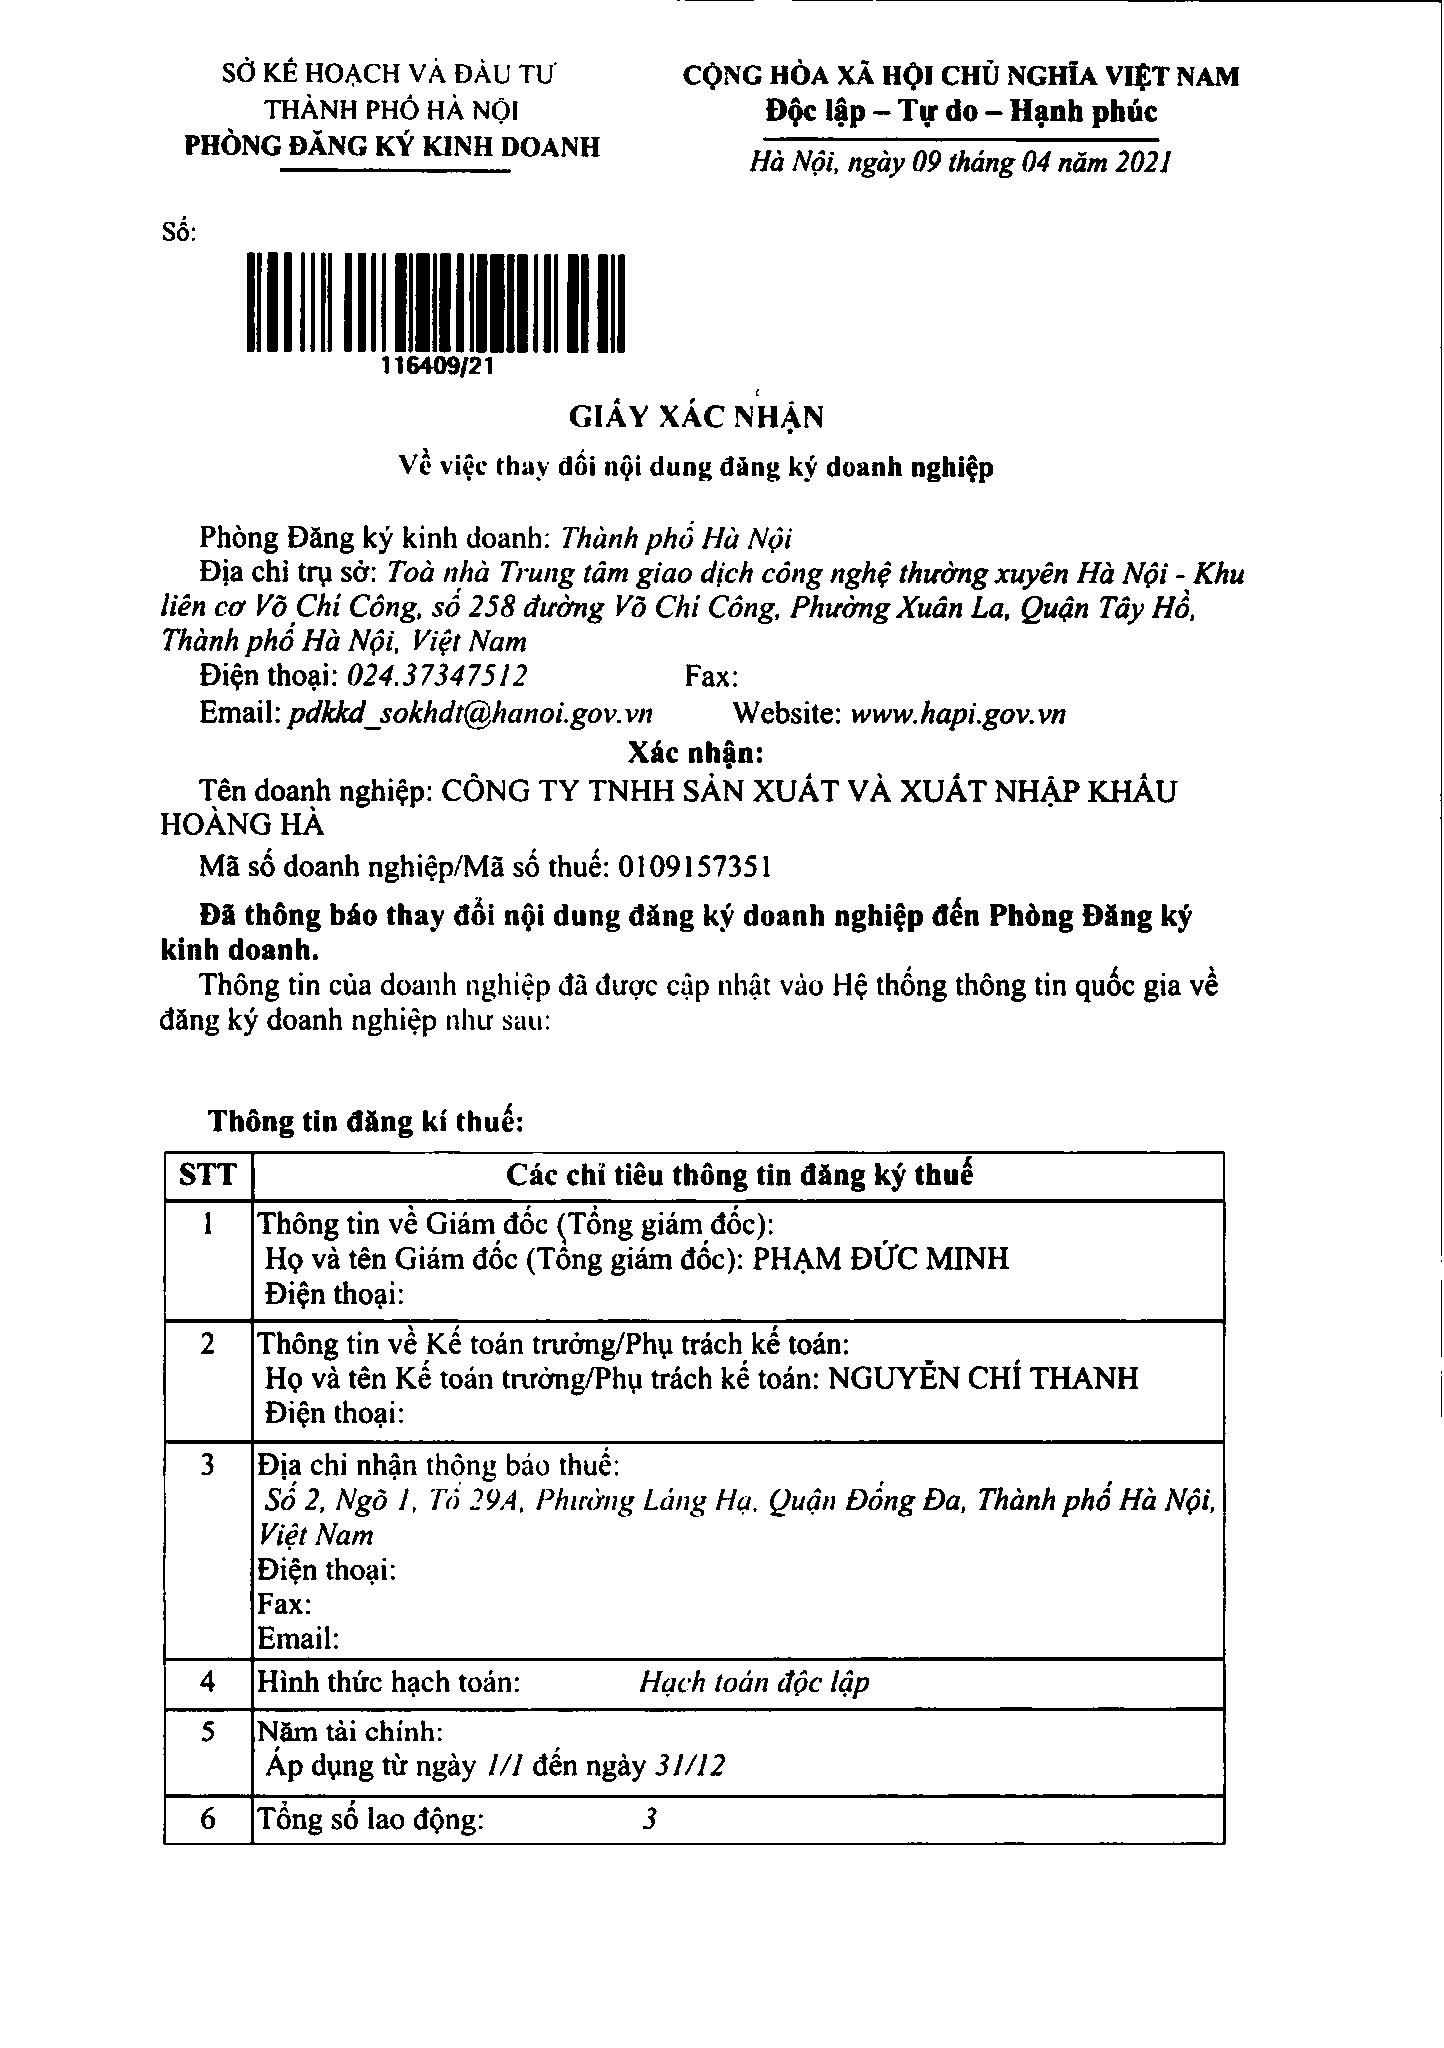 SỞ KẾ HOẠCH VÀ ĐẦU TƯ
THÀNH PHỐ HÀ NỘI
PHÒNG ĐĂNG KÝ KINH DOANH
CỘNG HÒA XÃ HỘI CHỦ NGHĨA VIỆT NAM
Độc lập – Tự do – Hạnh phúc
Hà Nội, ngày 09 tháng 04 năm 2021
Số:
116409/21
GIẤY XÁC NHẬN
Về việc thay đổi nội dung đăng ký doanh nghiệp
Phòng Đăng ký kinh doanh: Thành phố Hà Nội
Địa chỉ trụ sở: Toà nhà Trung tâm giao dịch công nghệ thường xuyên Hà Nội - Khu
liên cơ Võ Chí Công, số 258 đường Võ Chí Công, Phường Xuân La, Quận Tây Hồ,
Thành phố Hà Nội, Việt Nam
Điện thoại: 024.37347512 Fax:
Email: pdkkd_sokhdt@hanoi.gov.vn Website: www.hapi.gov.vn
Xác nhận:
Tên doanh nghiệp: CÔNG TY TNHH SẢN XUẤT VÀ XUẤT NHẬP KHẨU
HOÀNG HÀ
Mã số doanh nghiệp/Mã số thuế: 0109157351
Đã thông báo thay đổi nội dung đăng ký doanh nghiệp đến Phòng Đăng ký
kinh doanh.
Thông tin của doanh nghiệp đã được cập nhật vào Hệ thống thông tin quốc gia về
đăng ký doanh nghiệp như sau:
Thông tin đăng kí thuế:
STT Các chỉ tiêu thông tin đăng ký thuế
1 Thông tin về Giám đốc (Tổng giám đốc):
Họ và tên Giám đốc (Tổng giám đốc): PHẠM ĐỨC MINH
Điện thoại:
2 Thông tin về Kế toán trưởng/Phụ trách kế toán:
Họ và tên Kế toán trưởng/Phụ trách kế toán: NGUYỄN CHÍ THANH
Điện thoại:
3 Địa chỉ nhận thông báo thuế:
Số 2, Ngõ 1, Tổ 29A, Phường Láng Hạ, Quận Đống Đa, Thành phố Hà Nội,
Việt Nam
Điện thoại:
Fax:
Email:
4 Hình thức hạch toán: Hạch toán độc lập
5 Năm tài chính:
Áp dụng từ ngày 1/1 đến ngày 31/12
6 Tổng số lao động: 3